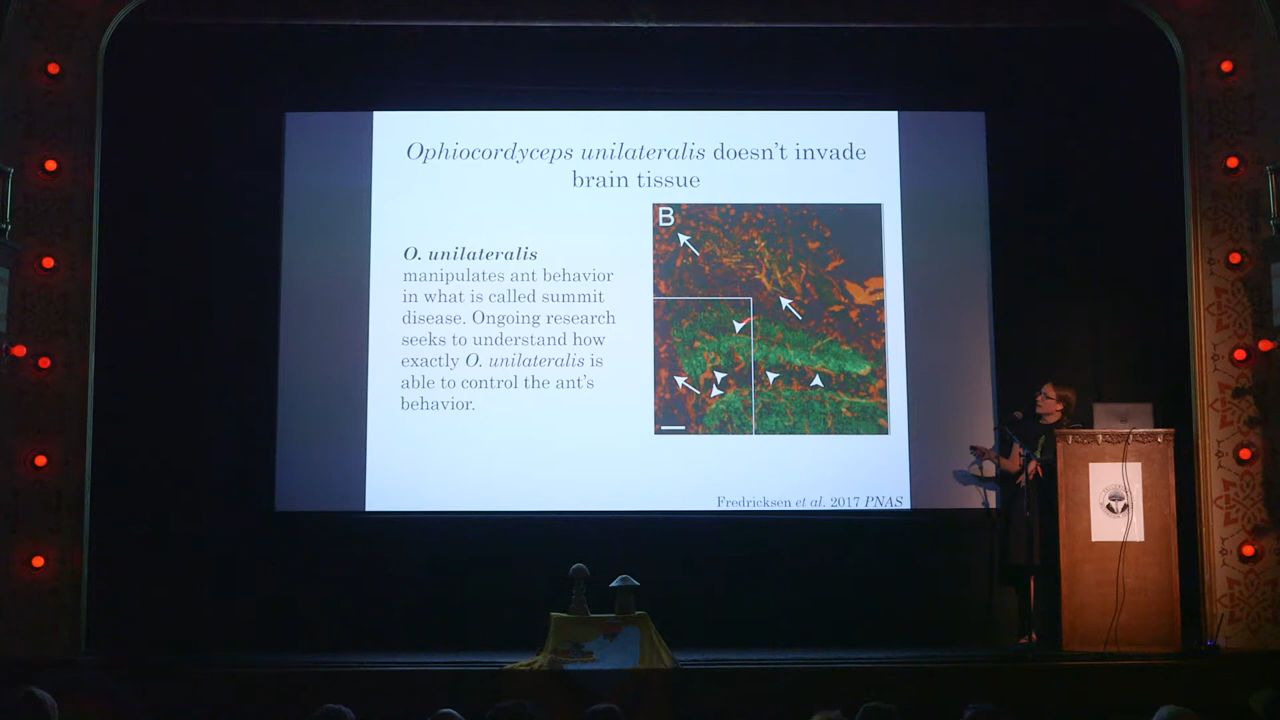 Ophiocordyceps unilateralis doesn't invade
brain tissue
B
O. unilateralis
manipulates ant behavior
in what is called summit
disease. Ongoing research
seeks to understand how
exactly O. unilateralis is
able to control the ant's
behavior.
Fredricksen et al. 2017 PNAS